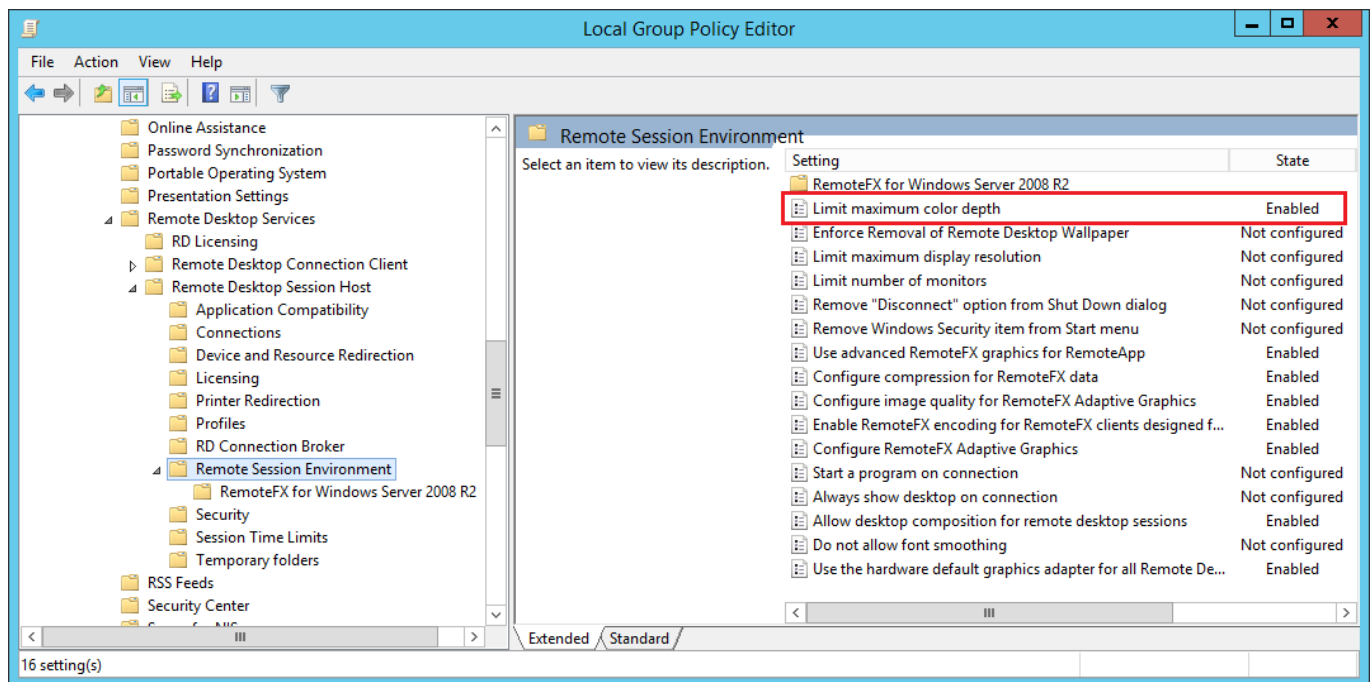 Local Group Policy Editor
File Action View Help
Online Assistance
Password Synchronization
Portable Operating System
Presentation Settings
Remote Desktop Services
RD Licensing
Remote Desktop Connection Client
Remote Desktop Session Host
Application Compatibility
Connections
Device and Resource Redirection
Licensing
Printer Redirection
Profiles
RD Connection Broker
Remote Session Environment
RemoteFX for Windows Server 2008 R2
Security
Session Time Limits
Temporary folders
RSS Feeds
Security Center
Remote Session Environment
Select an item to view its description.
Setting State
RemoteFX for Windows Server 2008 R2
Limit maximum color depth Enabled
Enforce Removal of Remote Desktop Wallpaper Not configured
Limit maximum display resolution Not configured
Limit number of monitors Not configured
Remove "Disconnect" option from Shut Down dialog Not configured
Remove Windows Security item from Start menu Not configured
Use advanced RemoteFX graphics for RemoteApp Enabled
Configure compression for RemoteFX data Enabled
Configure image quality for RemoteFX Adaptive Graphics Enabled
Enable RemoteFX encoding for RemoteFX clients designed f... Enabled
Configure RemoteFX Adaptive Graphics Enabled
Start a program on connection Not configured
Always show desktop on connection Not configured
Allow desktop composition for remote desktop sessions Enabled
Do not allow font smoothing Not configured
Use the hardware default graphics adapter for all Remote De... Enabled
Extended Standard
16 setting(s)